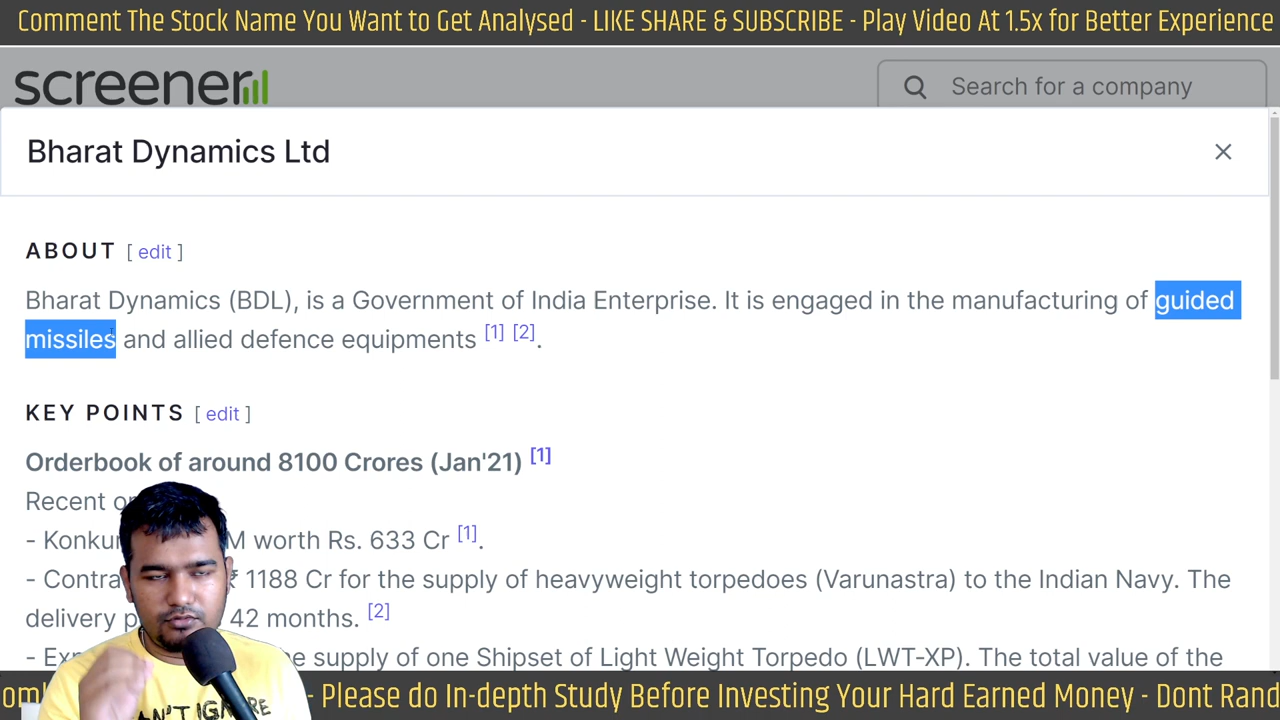 Comment The Stock Name You Want to Get Analysed - LIKE SHARE & SUBSCRIBE - Play Video At 1.5x for Better Experience
screener
Search for a company
Bharat Dynamics Ltd
ABOUT [ edit ]
Bharat Dynamics (BDL), is a Government of India Enterprise. It is engaged in the manufacturing of guided
missiles and allied defence equipments [1] [2].
KEY POINTS [ edit ]
Orderbook of around 8100 Crores (Jan'21) [1]
Recent
- M worth Rs. 633 Cr [1].
- ₹ 1188 Cr for the supply of heavyweight torpedoes (Varunastra) to the Indian Navy. The
delivery 42 months. [2]
- supply of one Shipset of Light Weight Torpedo (LWT-XP). The total value of the
- Please do In-depth Study Before Investing Your Hard Earned Money - Dont Rand
AN'T IGNORE